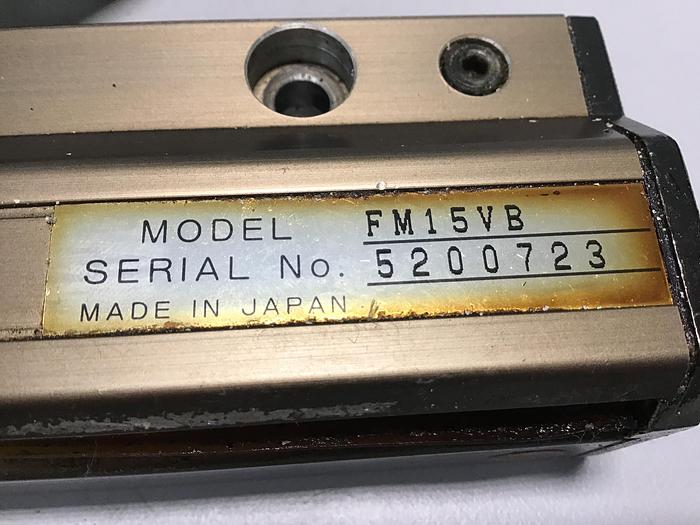 MODEL FM15VB
SERIAL No. 5200723
MADE IN JAPAN